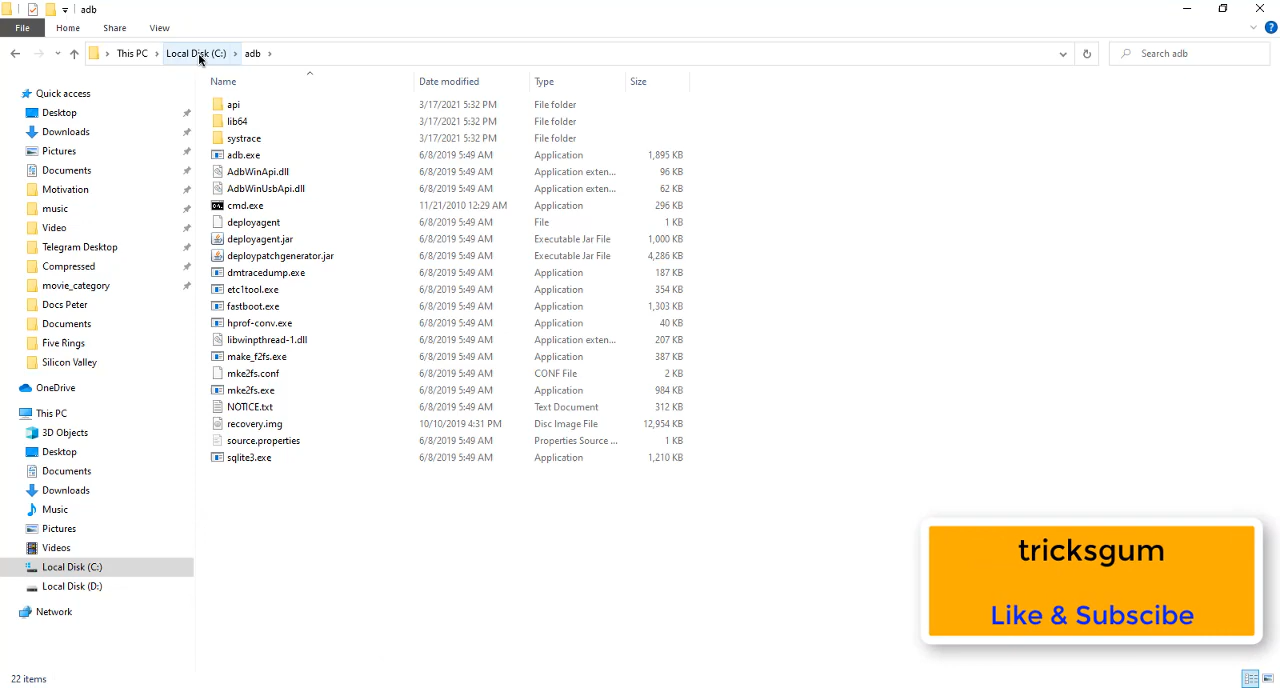 adb
File Home Share View
This PC Local Disk (C:) adb Search adb
Name Date modified Type Size
Quick access
Desktop
Downloads
Pictures
Documents
Motivation
music
Video
Telegram Desktop
Compressed
movie_category
Docs Peter
Documents
Five Rings
Silicon Valley
OneDrive
This PC
3D Objects
Desktop
Documents
Downloads
Music
Pictures
Videos
Local Disk (C:)
Local Disk (D:)
Network
api 3/17/2021 5:32 PM File folder
lib64 3/17/2021 5:32 PM File folder
systrace 3/17/2021 5:32 PM File folder
adb.exe 6/8/2019 5:49 AM Application 1,895 KB
AdbWinApi.dll 6/8/2019 5:49 AM Application exten... 96 KB
AdbWinUsbApi.dll 6/8/2019 5:49 AM Application exten... 62 KB
cmd.exe 11/21/2010 12:29 AM Application 296 KB
deployagent 6/8/2019 5:49 AM File 1 KB
deployagent.jar 6/8/2019 5:49 AM Executable Jar File 1,000 KB
deploypatchgenerator.jar 6/8/2019 5:49 AM Executable Jar File 4,286 KB
dmtracedump.exe 6/8/2019 5:49 AM Application 187 KB
etc1tool.exe 6/8/2019 5:49 AM Application 354 KB
fastboot.exe 6/8/2019 5:49 AM Application 1,303 KB
hprof-conv.exe 6/8/2019 5:49 AM Application 40 KB
libwinpthread-1.dll 6/8/2019 5:49 AM Application exten... 207 KB
make_f2fs.exe 6/8/2019 5:49 AM Application 387 KB
mke2fs.conf 6/8/2019 5:49 AM CONF File 2 KB
mke2fs.exe 6/8/2019 5:49 AM Application 984 KB
NOTICE.txt 6/8/2019 5:49 AM Text Document 312 KB
recovery.img 10/10/2019 4:31 PM Disc Image File 12,954 KB
source.properties 6/8/2019 5:49 AM Properties Source ... 1 KB
sqlite3.exe 6/8/2019 5:49 AM Application 1,210 KB
tricksgum
Like & Subscibe
22 items